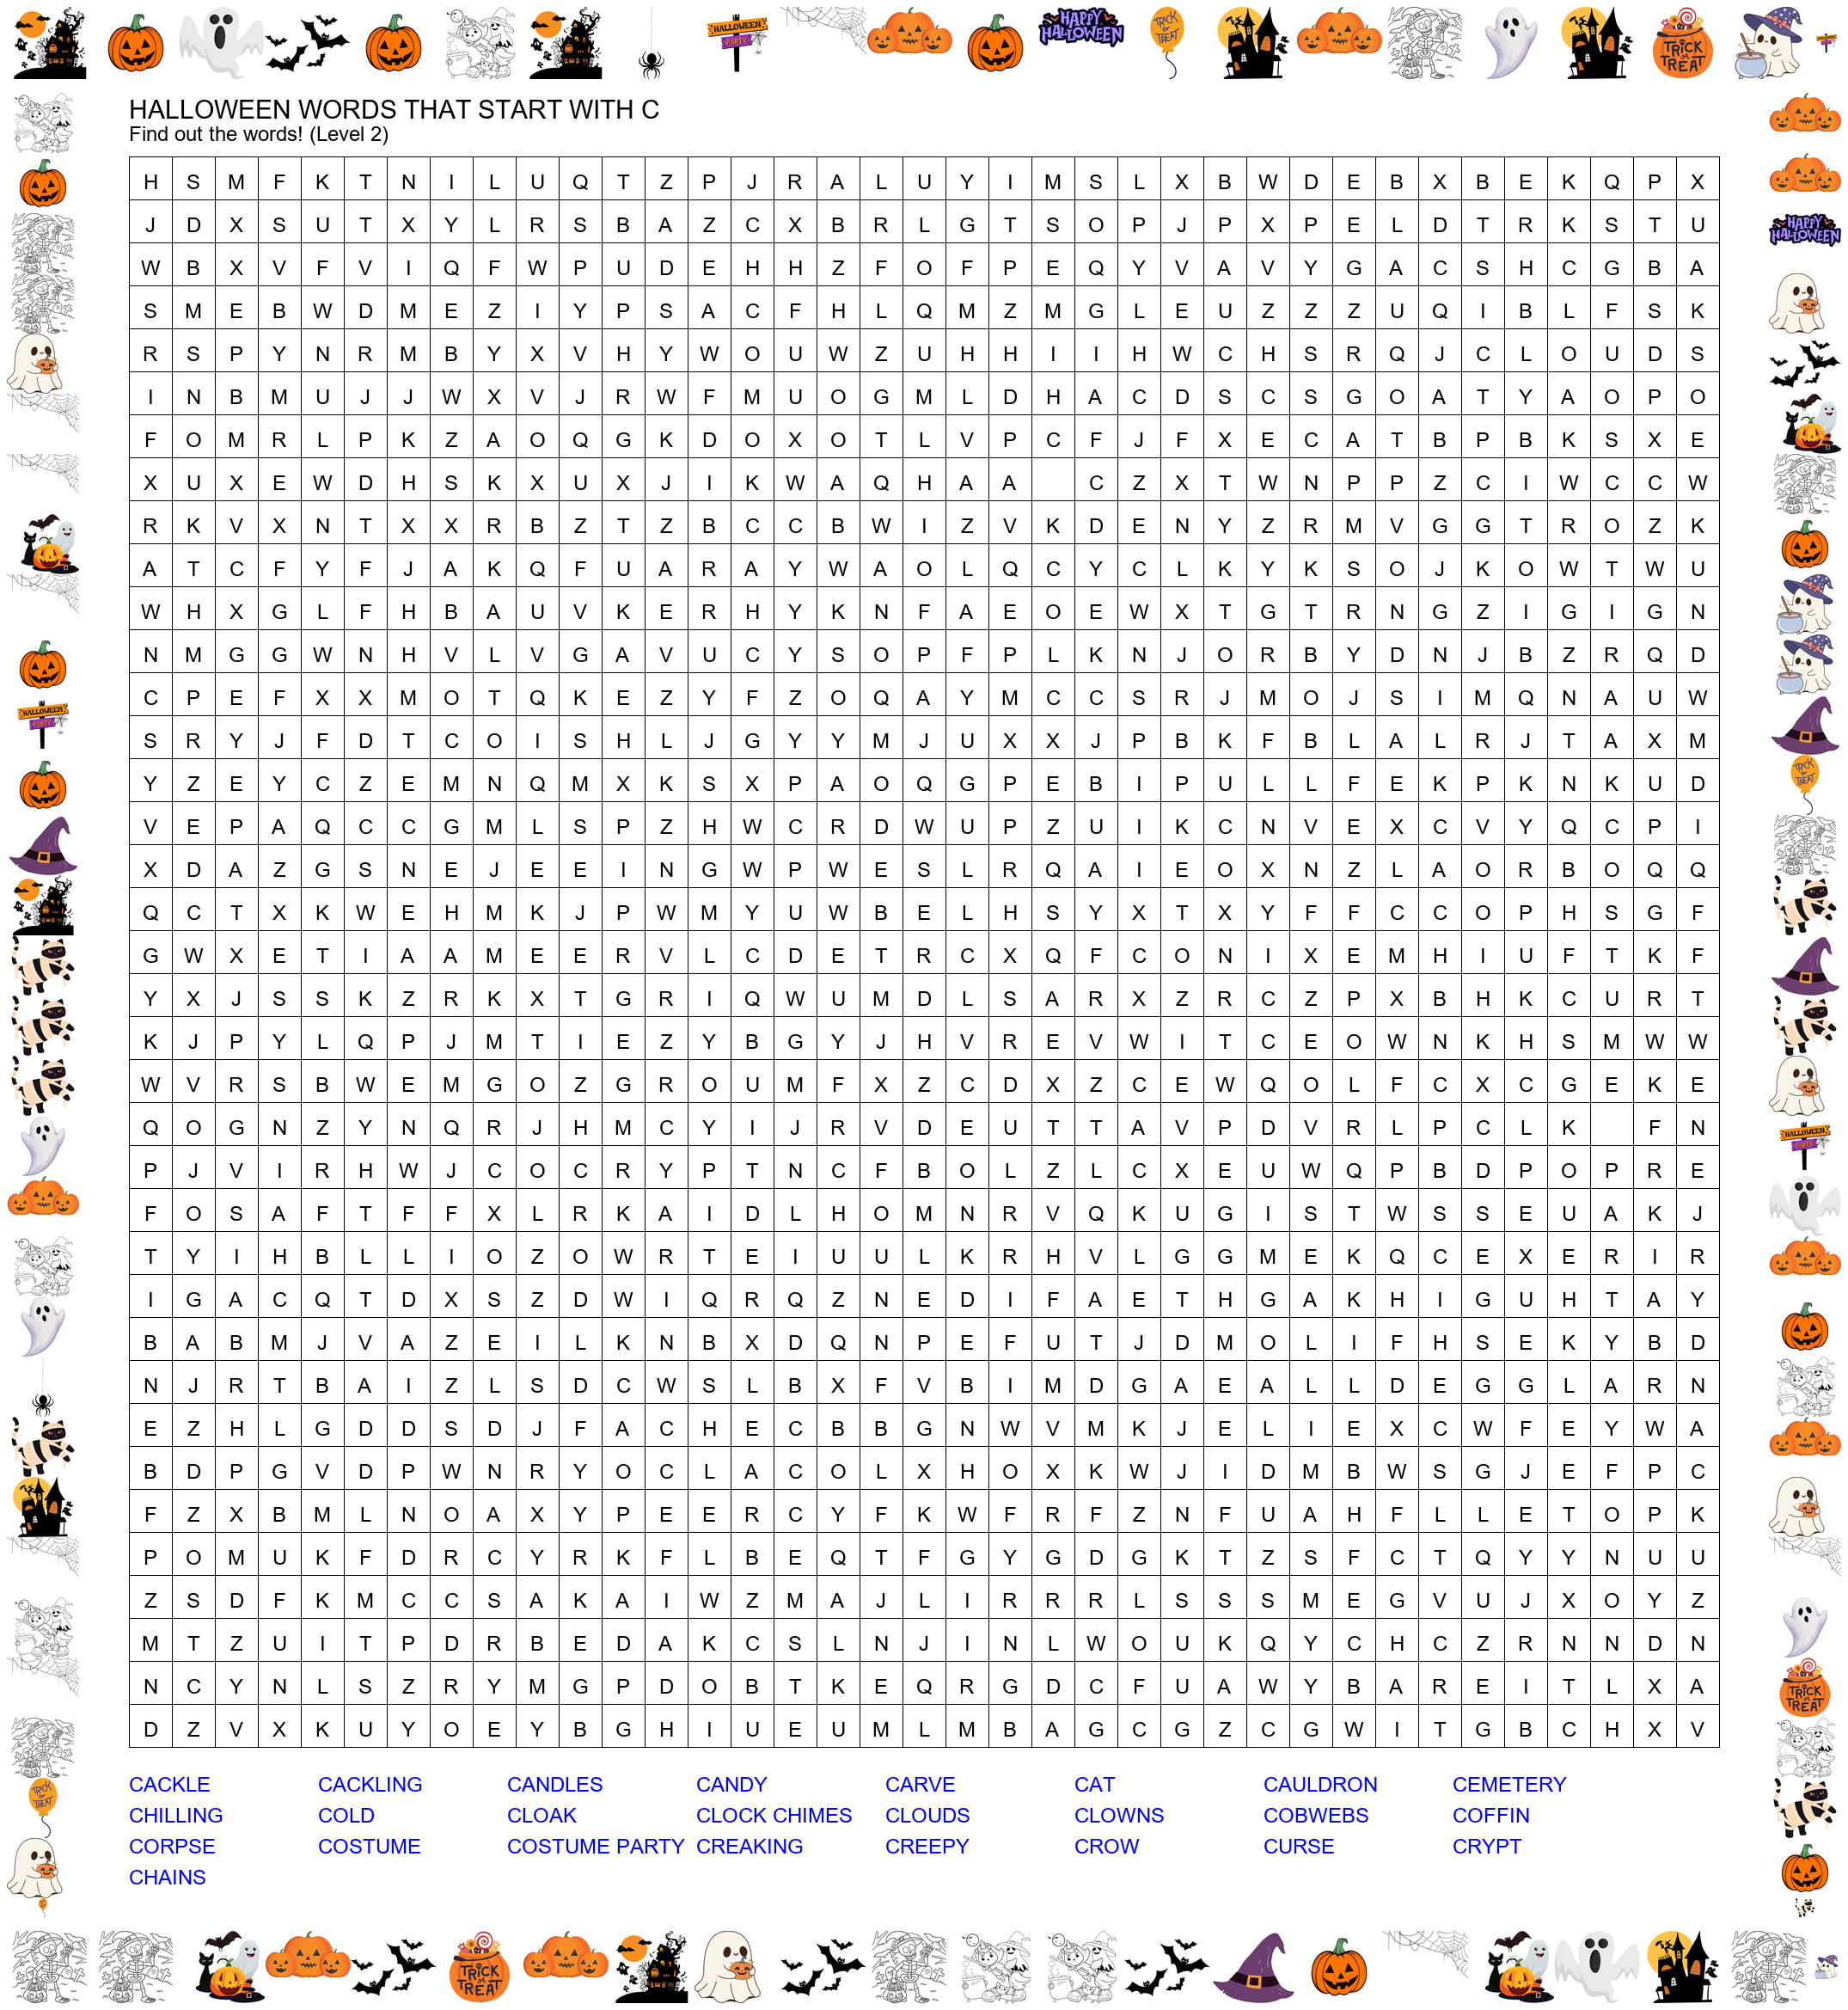 HALLOWEEN WORDS THAT START WITH C
Find out the words! (Level 2)
H S M F K T N I L U Q T Z P J R A L U Y I M S L X B W D E B X B E K Q P X
J D X S U T X Y L R S B A Z C X B R L G T S O P J P X P E L D T R K S T U
W B X V F V I Q F W P U D E H H Z F O F P E Q Y V A V Y G A C S H C G B A
S M E B W D M E Z I Y P S A C F H L Q M Z M G L E U Z Z Z U Q I B L F S K
R S P Y N R M B Y X V H Y W O U W Z U H H I I H W C H S R Q J C L O U D S
I N B M U J J W X V J R W F M U O G M L D H A C D S C S G O A T Y A O P O
F O M R L P K Z A O Q G K D O X O T L V P C F J F X E C A T B P B K S X E
X U X E W D H S K X U X J I K W A Q H A A C Z X T W N P P Z C I W C C W
R K V X N T X X R B Z T Z B C C B W I Z V K D E N Y Z R M V G G T R O Z K
A T C F Y F J A K Q F U A R A Y W A O L Q C Y C L K Y K S O J K O W T W U
W H X G L F H B A U V K E R H Y K N F A E O E W X T G T R N G Z I G I G N
N M G G W N H V L V G A V U C Y S O P F P L K N J O R B Y D N J B Z R Q D
C P E F X X M O T Q K E Z Y F Z O Q A Y M C C S R J M O J S I M Q N A U W
S R Y J F D T C O I S H L J G Y Y M J U X X J P B K F B L A L R J T A X M
Y Z E Y C Z E M N Q M X K S X P A O Q G P E B I P U L L F E K P K N K U D
V E P A Q C C G M L S P Z H W C R D W U P Z U I K C N V E X C V Y Q C P I
X D A Z G S N E J E E I N G W P W E S L R Q A I E O X N Z L A O R B O Q Q
Q C T X K W E H M K J P W M Y U W B E L H S Y X T X Y F F C C O P H S G F
G W X E T I A A M E E R V L C D E T R C X Q F C O N I X E M H I U F T K F
Y X J S S K Z R K X T G R I Q W U M D L S A R X Z R C Z P X B H K C U R T
K J P Y L Q P J M T I E Z Y B G Y J H V R E V W I T C E O W N K H S M W W
W V R S B W E M G O Z G R O U M F X Z C D X Z C E W Q O L F C X C G E K E
Q O G N Z Y N Q R J H M C Y I J R V D E U T T A V P D V R L P C L K F N
P J V I R H W J C O C R Y P T N C F B O L Z L C X E U W Q P B D P O P R E
F O S A F T F F X L R K A I D L H O M N R V Q K U G I S T W S S E U A K J
T Y I H B L L I O Z O W R T E I U U L K R H V L G G M E K Q C E X E R I R
I G A C Q T D X S Z D W I Q R Q Z N E D I F A E T H G A K H I G U H T A Y
B A B M J V A Z E I L K N B X D Q N P E F U T J D M O L I F H S E K Y B D
N J R T B A I Z L S D C W S L B X F V B I M D G A E A L L D E G G L A R N
E Z H L G D D S D J F A C H E C B B G N W V M K J E L I E X C W F E Y W A
B D P G V D P W N R Y O C L A C O L X H O X K W J I D M B W S G J E F P C
F Z X B M L N O A X Y P E E R C Y F K W F R F Z N F U A H F L L E T O P K
P O M U K F D R C Y R K F L B E Q T F G Y G D G K T Z S F C T Q Y Y N U U
Z S D F K M C C S A K A I W Z M A J L I R R R L S S S M E G V U J X O Y Z
M T Z U I T P D R B E D A K C S L N J I N L W O U K Q Y C H C Z R N N D N
N C Y N L S Z R Y M G P D O B T K E Q R G D C F U A W Y B A R E I T L X A
D Z V X K U Y O E Y B G H I U E U M L M B A G C G Z C G W I T G B C H X V
CACKLE CACKLING CANDLES CANDY CARVE CAT CAULDRON CEMETERY
CHILLING COLD CLOAK CLOCK CHIMES CLOUDS CLOWNS COBWEBS COFFIN
CORPSE COSTUME COSTUME PARTY CREAKING CREEPY CROW CURSE CRYPT
CHAINS